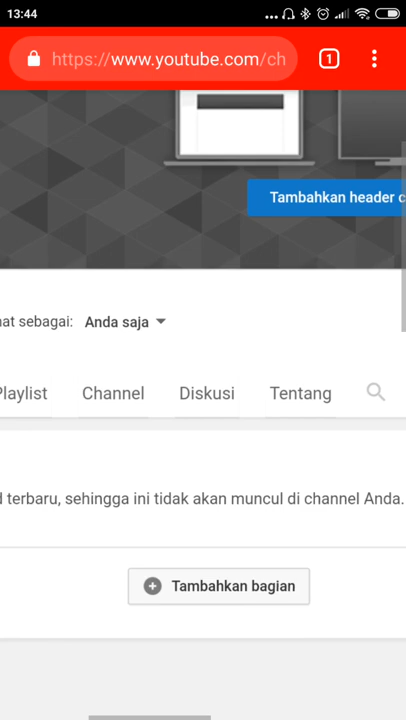 13:44
https://www.youtube.com/ch
1
Tambahkan header c
hat sebagai: Anda saja
Playlist Channel Diskusi Tentang
d terbaru, sehingga ini tidak akan muncul di channel Anda.
Tambahkan bagian